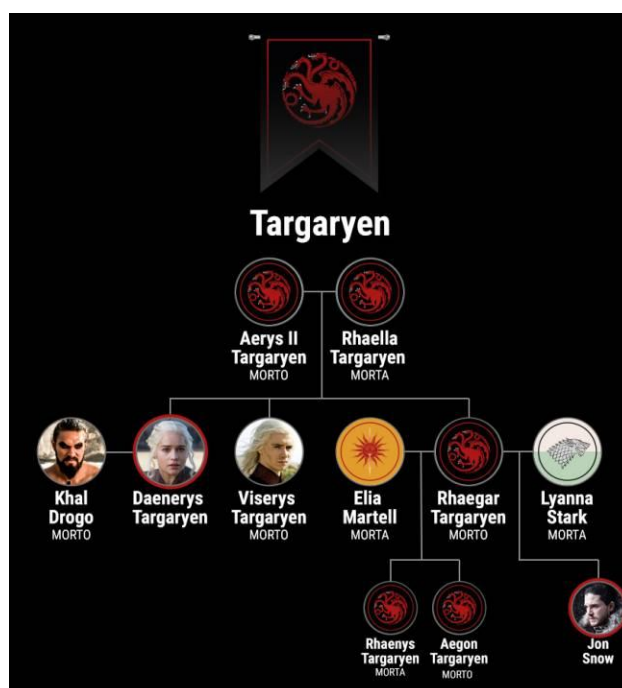 Targaryen
Aerys II
Targaryen
MORTO
Rhaella
Targaryen
MORTA
Khal
Drogo
MORTO
Daenerys
Targaryen
Viserys
Targaryen
MORTO
Elia
Martell
MORTA
Rhaegar
Targaryen
MORTO
Lyanna
Stark
MORTA
Rhaenys
Targaryen
MORTA
Aegon
Targaryen
MORTO
Jon
Snow